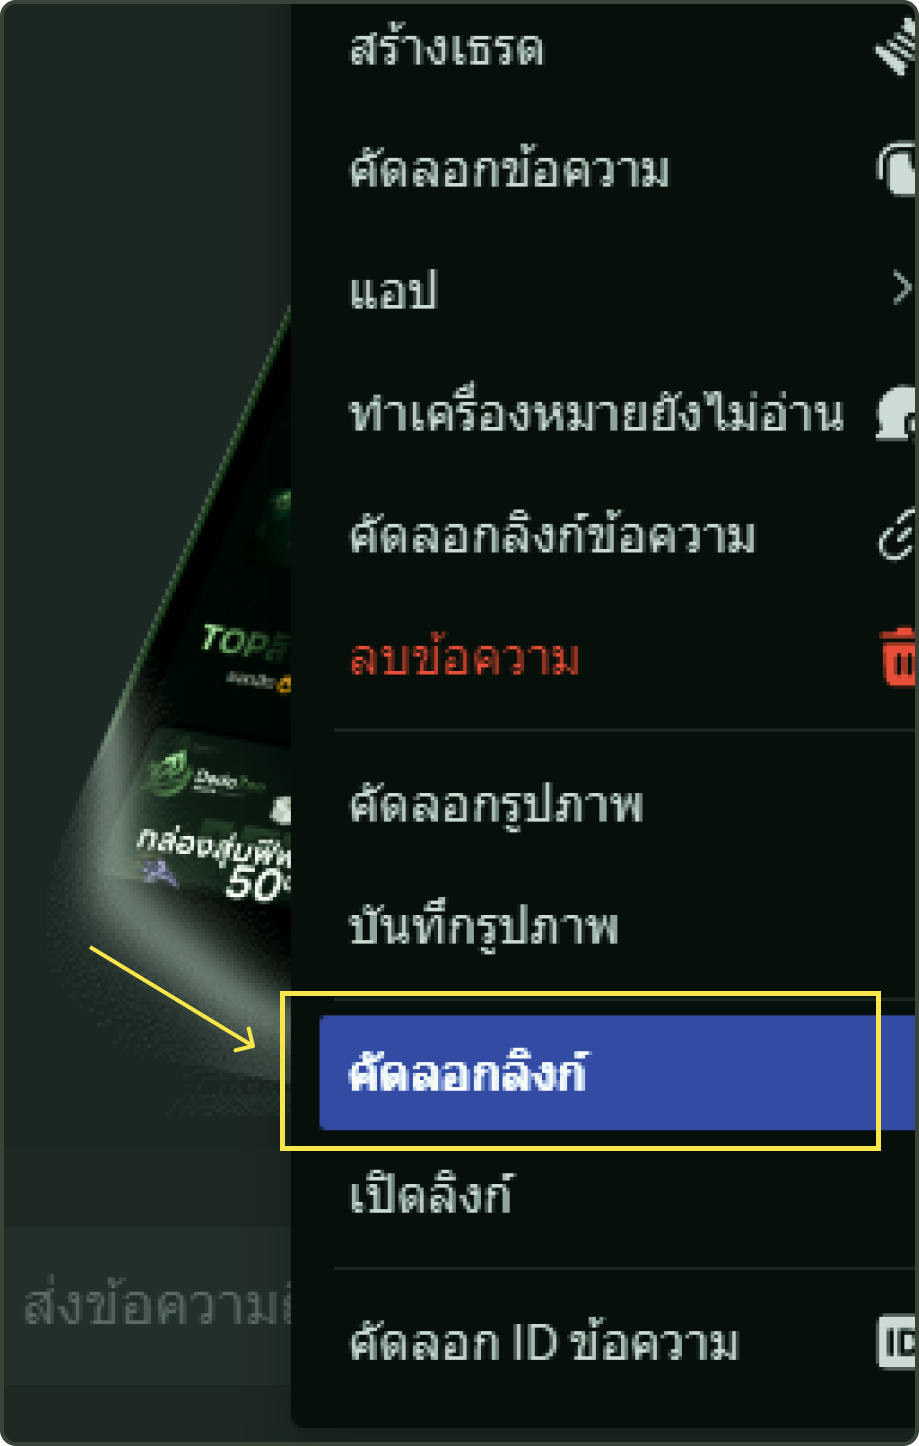 สร้างเธรด
คัดลอกข้อความ
แอป
ทำเครื่องหมายยังไม่อ่าน
คัดลอกลิงก์ข้อความ
TOP
ลบข้อความ
คัดลอกรูปภาพ
กล่องสุ่ม
50
บันทึกรูปภาพ
คัดลอกลิงก์
เปิดลิงก์
ส่งข้อความ
คัดลอก ID ข้อความ
ID